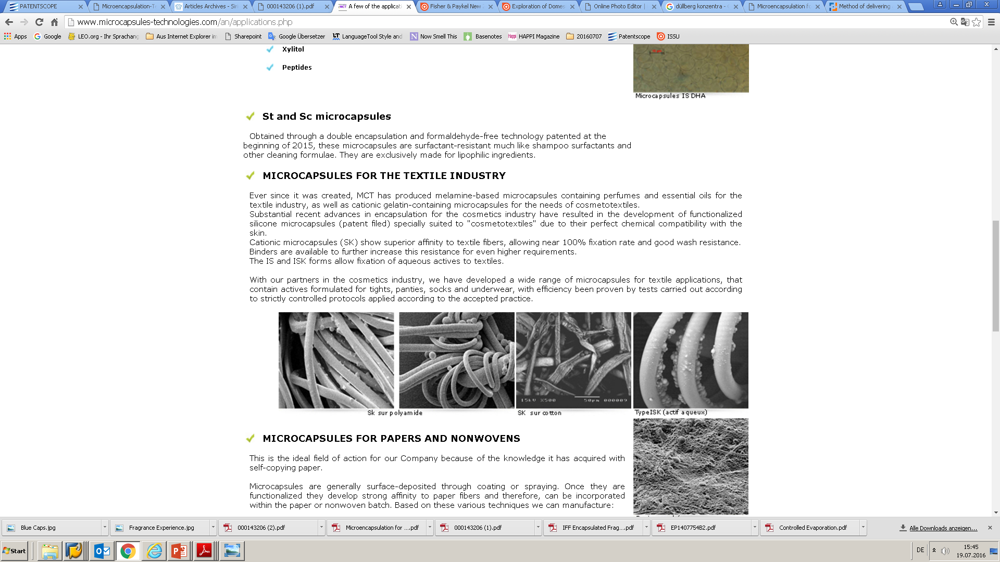 PATENTSCOPE
Microencapsulation-T
Articles Archives - Siri
000143206 (1).pdf
A few of the applicati
Fisher & Paykel New Z
Exploration of Domes
Online Photo Editor |
düllberg konzentra - G
Microencapsulation fo
Method of delivering
www.microcapsules-technologies.com/an/applications.php
Apps
Google
LEO.org - Ihr Sprachang
Aus Internet Explorer im
Sharepoint
Google Übersetzer
LanguageTool Style and
Now Smell This
Basenotes
HAPPI Magazine
20160707
Patentscope
ISSU
Xylitol
Peptides
Microcapsules IS DHA
St and Sc microcapsules
Obtained through a double encapsulation and formaldehyde-free technology patented at the
beginning of 2015, these microcapsules are surfactant-resistant much like shampoo surfactants and
other cleaning formulae. They are exclusively made for lipophilic ingredients.
MICROCAPSULES FOR THE TEXTILE INDUSTRY
Ever since it was created, MCT has produced melamine-based microcapsules containing perfumes and essential oils for the
textile industry, as well as cationic gelatin-containing microcapsules for the needs of cosmetotextiles.
Substantial recent advances in encapsulation for the cosmetics industry have resulted in the development of functionalized
silicone microcapsules (patent filed) specially suited to "cosmetotextiles" due to their perfect chemical compatibility with the
skin.
Cationic microcapsules (SK) show superior affinity to textile fibers, allowing near 100% fixation rate and good wash resistance.
Binders are available to further increase this resistance for even higher requirements.
The IS and ISK forms allow fixation of aqueous actives to textiles.
With our partners in the cosmetics industry, we have developed a wide range of microcapsules for textile applications, that
contain actives formulated for tights, panties, socks and underwear, with efficiency been proven by tests carried out according
to strictly controlled protocols applied according to the accepted practice.
15kV X500 50µm 000009
Sk sur polyamide
SK sur cotton
TypeISK (actif aqueux)
MICROCAPSULES FOR PAPERS AND NONWOVENS
This is the ideal field of action for our Company because of the knowledge it has acquired with
self-copying paper.
Microcapsules are generally surface-deposited through coating or spraying. Once they are
functionalized they develop strong affinity to paper fibers and therefore, can be incorporated
within the paper or nonwoven batch. Based on these various techniques we can manufacture:
Blue Caps.jpg
Fragrance Experience.jpg
000143206 (2).pdf
Microencapsulation for ....pdf
000143206 (1).pdf
IFF Encapsulated Frag....pdf
EP1407754B2.pdf
Controlled Evaporation.pdf
Alle Downloads anzeigen...
Start
DE
15:45
19.07.2016